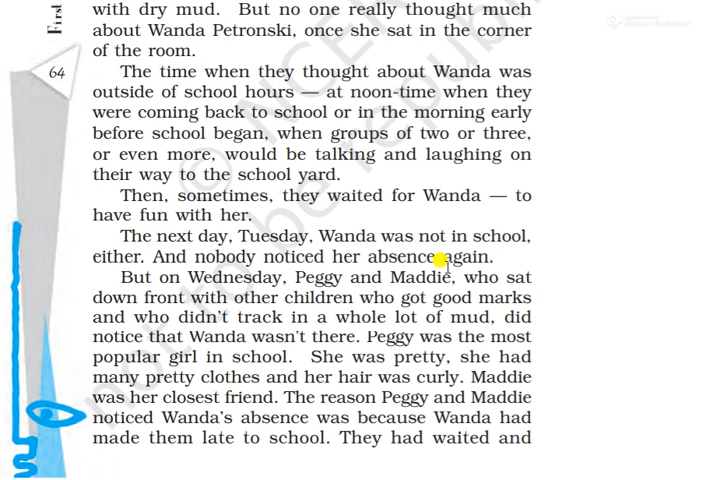 First
64
with dry mud. But no one really thought much
about Wanda Petronski, once she sat in the corner
of the room.
The time when they thought about Wanda was
outside of school hours — at noon-time when they
were coming back to school or in the morning early
before school began, when groups of two or three,
or even more, would be talking and laughing on
their way to the school yard.
Then, sometimes, they waited for Wanda — to
have fun with her.
The next day, Tuesday, Wanda was not in school,
either. And nobody noticed her absence again.
But on Wednesday, Peggy and Maddie, who sat
down front with other children who got good marks
and who didn't track in a whole lot of mud, did
notice that Wanda wasn't there. Peggy was the most
popular girl in school. She was pretty, she had
many pretty clothes and her hair was curly. Maddie
was her closest friend. The reason Peggy and Maddie
noticed Wanda's absence was because Wanda had
made them late to school. They had waited and
© NCER
not to be republi